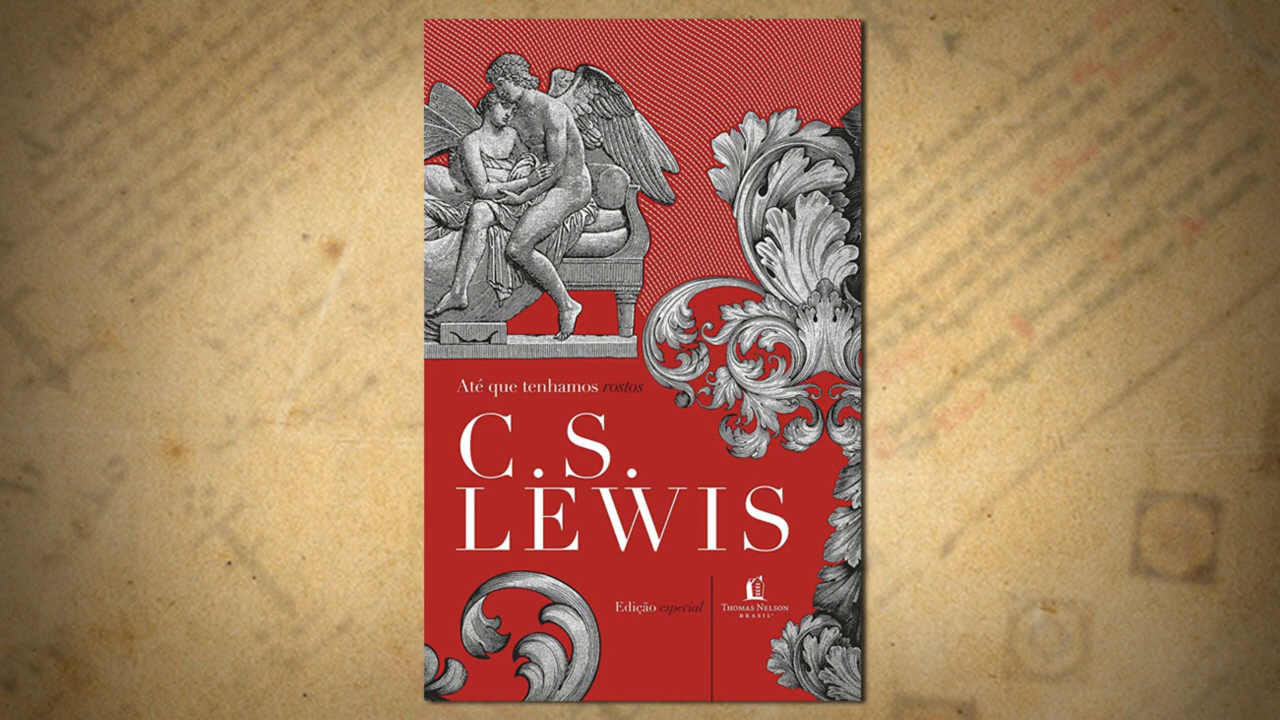 Até que tenhamos rostos
C.S.
LEWIS
Edição especial
THOMAS NELSON
BRASIL